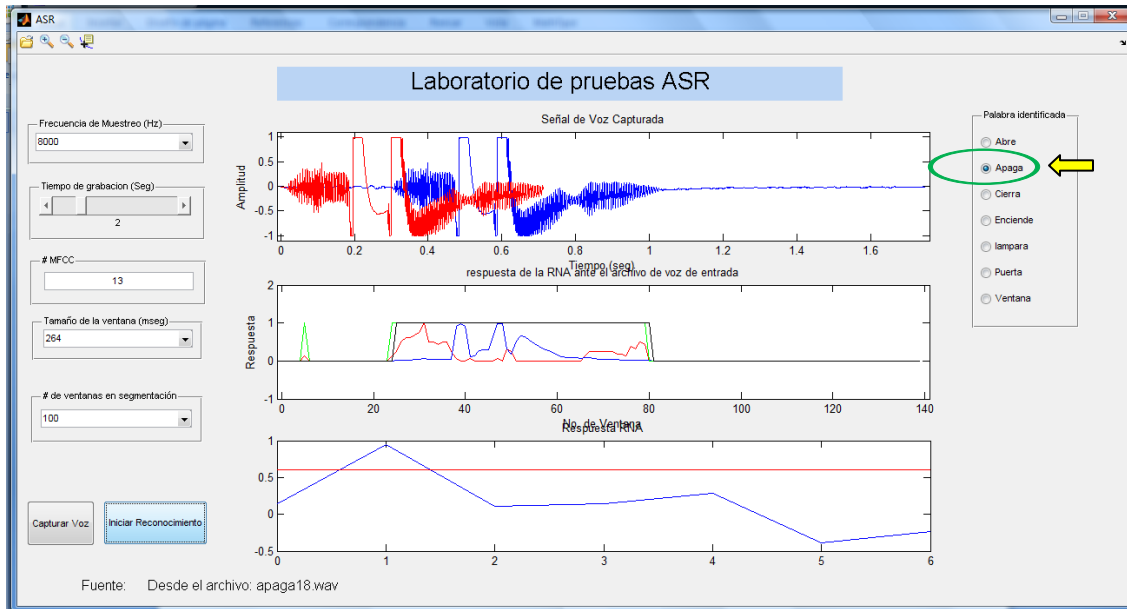 ASR
Laboratorio de pruebas ASR
Frecuencia de Muestreo (Hz)
8000
Tiempo de grabacion (Seg)
2
# MFCC
13
Tamaño de la ventana (mseg)
264
# de ventanas en segmentación
100
Capturar Voz
Iniciar Reconocimiento
Fuente: Desde el archivo: apaga18.wav
Señal de Voz Capturada
Amplitud
1
0.5
0
-0.5
-1
0 0.2 0.4 0.6 0.8 1 1.2 1.4 1.6
Tiempo (seg)
respuesta de la RNA ante el archivo de voz de entrada
Respuesta
2
1
0
-1
0 20 40 60 80 100 120 140
No. de Ventana
Respuesta RNA
1
0.5
0
-0.5
0 1 2 3 4 5 6
Palabra identificada
Abre
Apaga
Cierra
Enciende
lampara
Puerta
Ventana